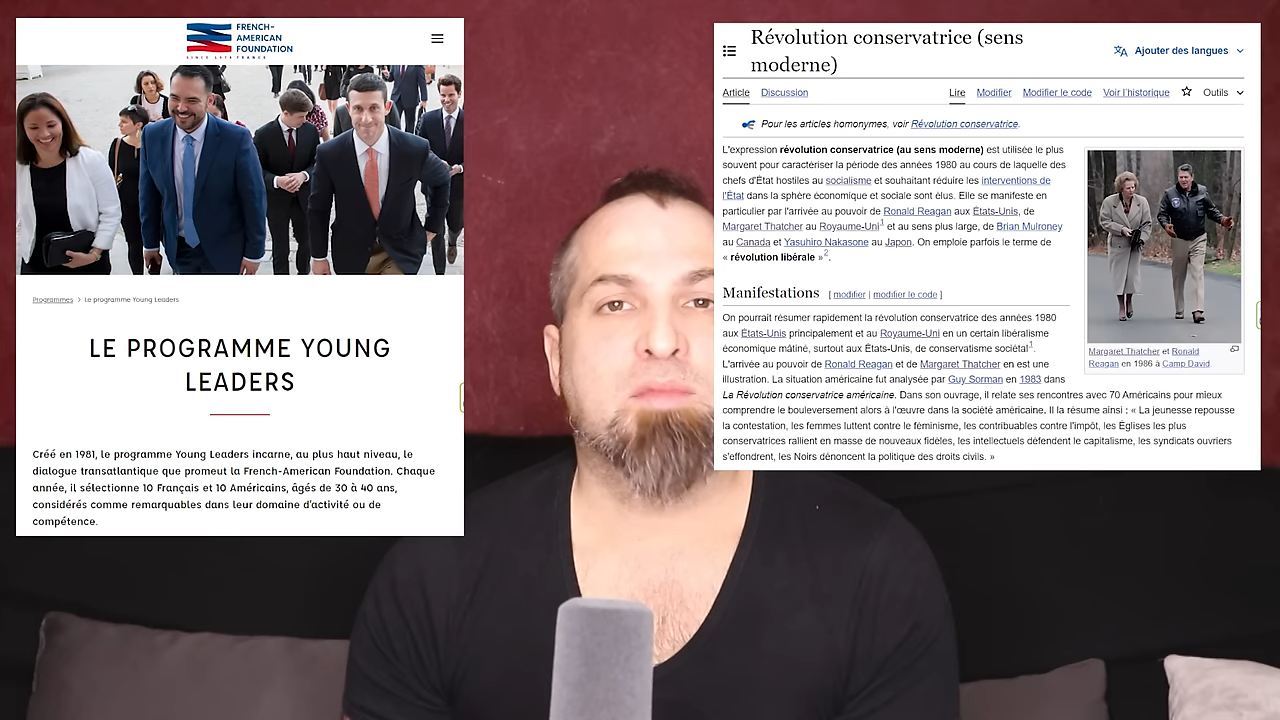 FRENCH-
AMERICAN
FOUNDATION
SINCE 1976 FRANCE
Programmes > Le programme Young Leaders
LE PROGRAMME YOUNG
LEADERS
Créé en 1981, le programme Young Leaders incarne, au plus haut niveau, le
dialogue transatlantique que promeut la French-American Foundation. Chaque
année, il sélectionne 10 Français et 10 Américains, âgés de 30 à 40 ans,
considérés comme remarquables dans leur domaine d'activité ou de
compétence.
Révolution conservatrice (sens
moderne)
Ajouter des langues
Article Discussion Lire Modifier Modifier le code Voir l'historique Outils
Pour les articles homonymes, voir Révolution conservatrice.
L'expression révolution conservatrice (au sens moderne) est utilisée le plus
souvent pour caractériser la période des années 1980 au cours de laquelle des
chefs d'État hostiles au socialisme et souhaitant réduire les interventions de
l'État dans la sphère économique et sociale sont élus. Elle se manifeste en
particulier par l'arrivée au pouvoir de Ronald Reagan aux États-Unis, de
Margaret Thatcher au Royaume-Uni1 et au sens plus large, de Brian Mulroney
au Canada et Yasuhiro Nakasone au Japon. On emploie parfois le terme de
« révolution libérale »2.
Margaret Thatcher et Ronald
Reagan en 1986 à Camp David.
Manifestations [ modifier | modifier le code ]
On pourrait résumer rapidement la révolution conservatrice des années 1980
aux États-Unis principalement et au Royaume-Uni en un certain libéralisme
économique mâtiné, surtout aux États-Unis, de conservatisme sociétal1.
L'arrivée au pouvoir de Ronald Reagan et de Margaret Thatcher en est une
illustration. La situation américaine fut analysée par Guy Sorman en 1983 dans
La Révolution conservatrice américaine. Dans son ouvrage, il relate ses rencontres avec 70 Américains pour mieux
comprendre le bouleversement alors à l'œuvre dans la société américaine. Il la résume ainsi : « La jeunesse repousse
la contestation, les femmes luttent contre le féminisme, les contribuables contre l'impôt, les Églises les plus
conservatrices rallient en masse de nouveaux fidèles, les intellectuels défendent le capitalisme, les syndicats ouvriers
s'effondrent, les Noirs dénoncent la politique des droits civils. »